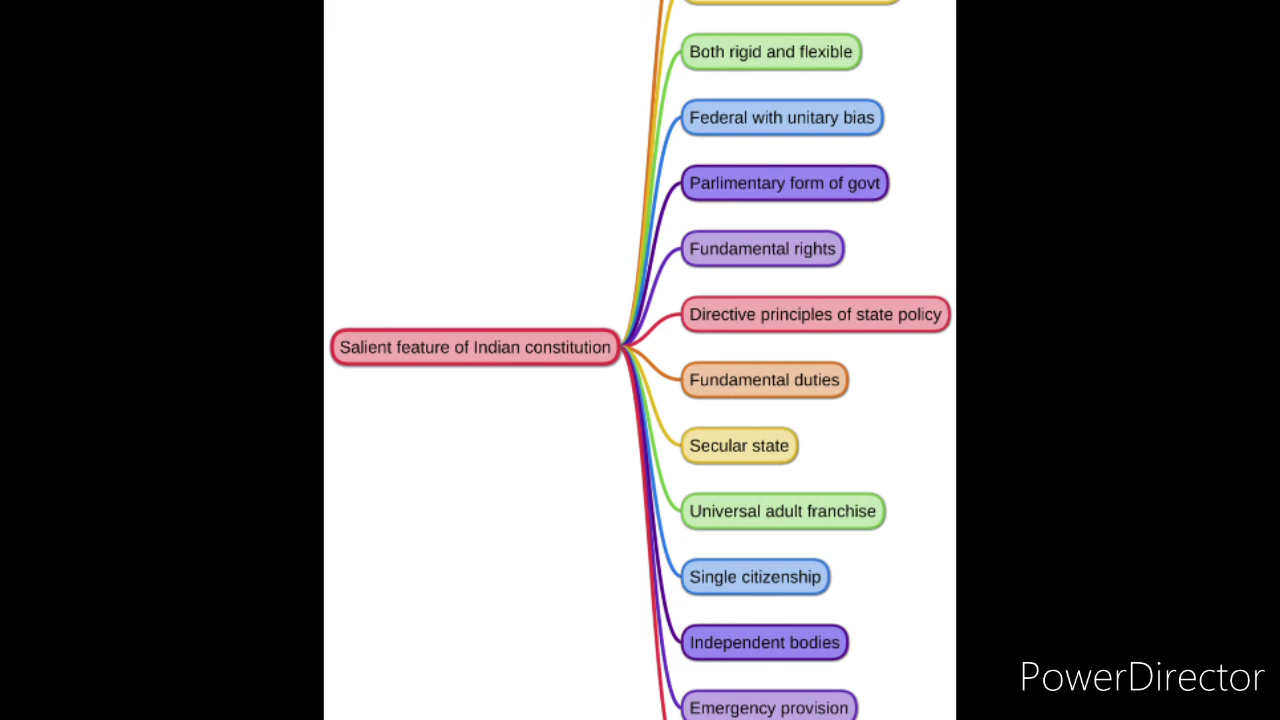 Both rigid and flexible
Federal with unitary bias
Parlimentary form of govt
Fundamental rights
Directive principles of state policy
Salient feature of Indian constitution
Fundamental duties
Secular state
Universal adult franchise
Single citizenship
Independent bodies
Emergency provision
PowerDirector